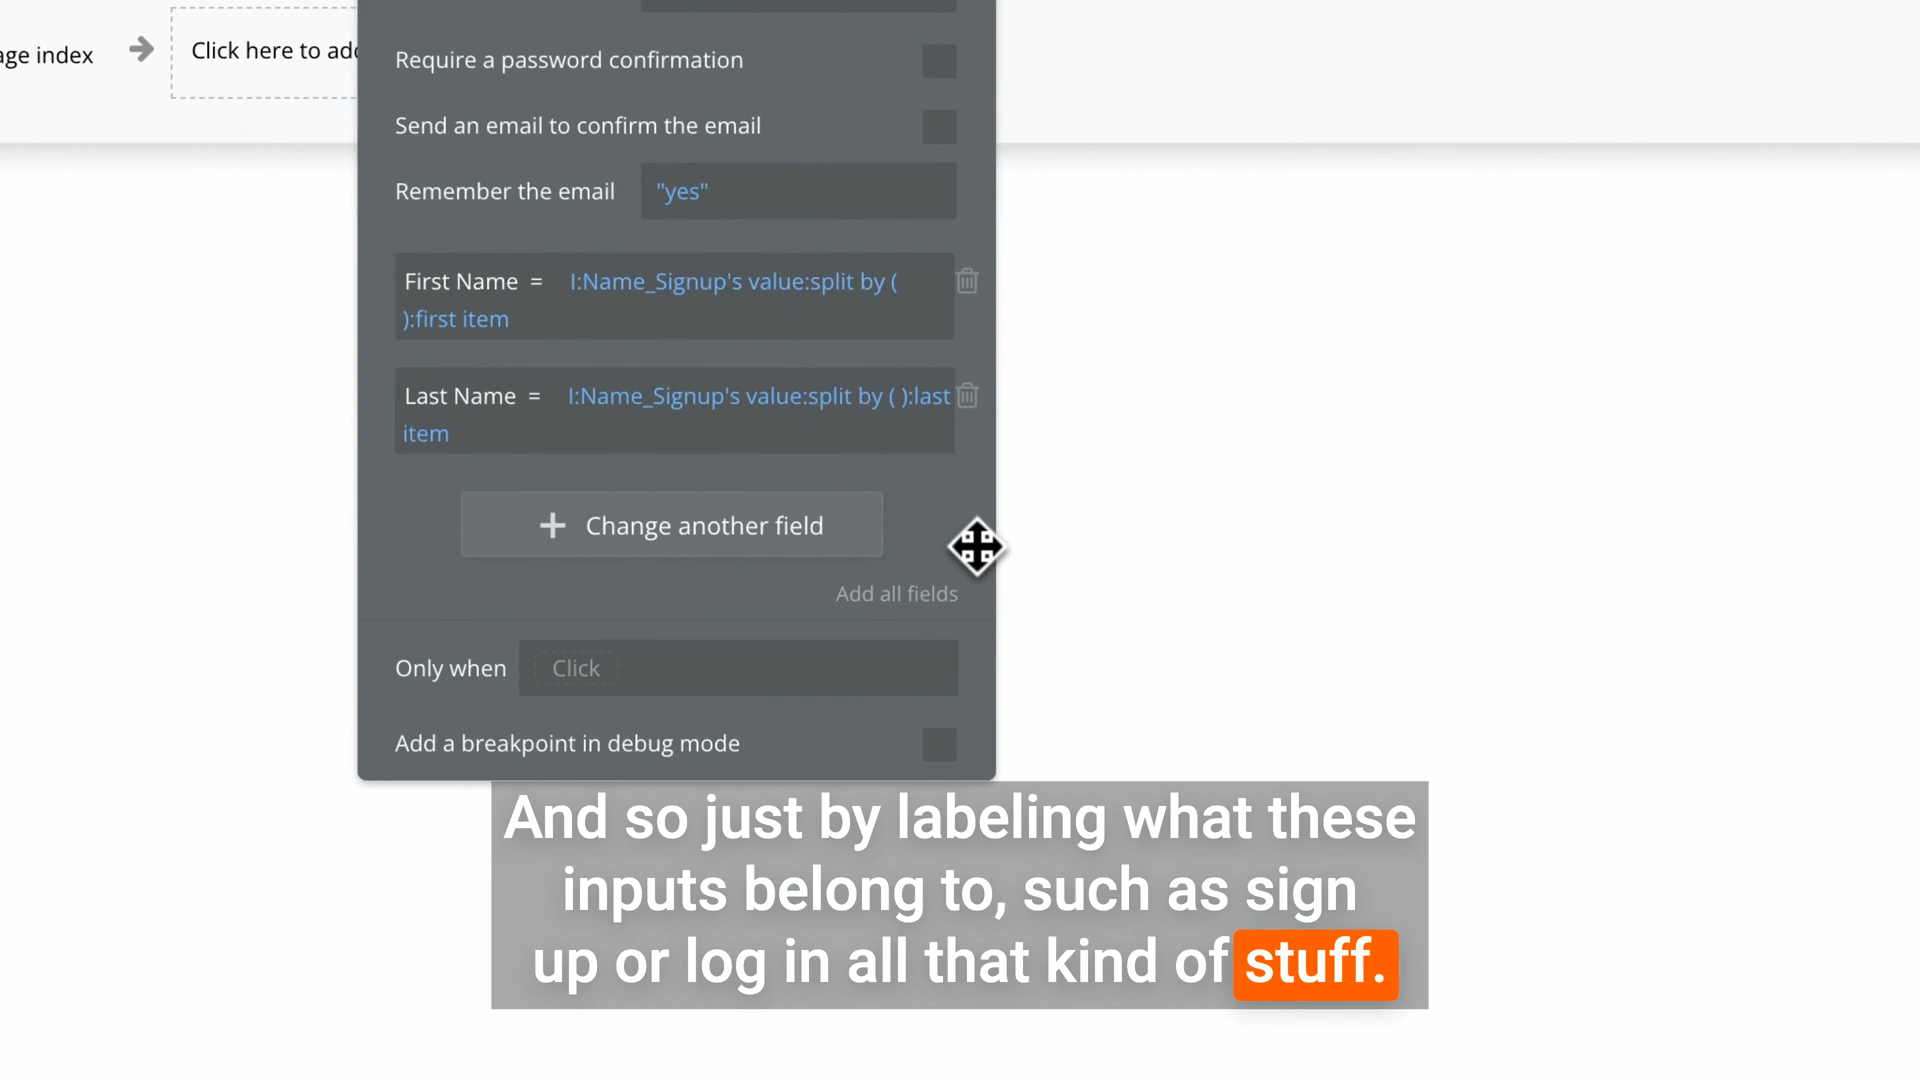 age index
Click here to add
Require a password confirmation
Send an email to confirm the email
Remember the email "yes"
First Name = I:Name_Signup's value:split by (
):first item
Last Name = I:Name_Signup's value:split by ( ):last
item
Change another field
Add all fields
Only when Click
Add a breakpoint in debug mode
And so just by labeling what these
inputs belong to, such as sign
up or log in all that kind of stuff.